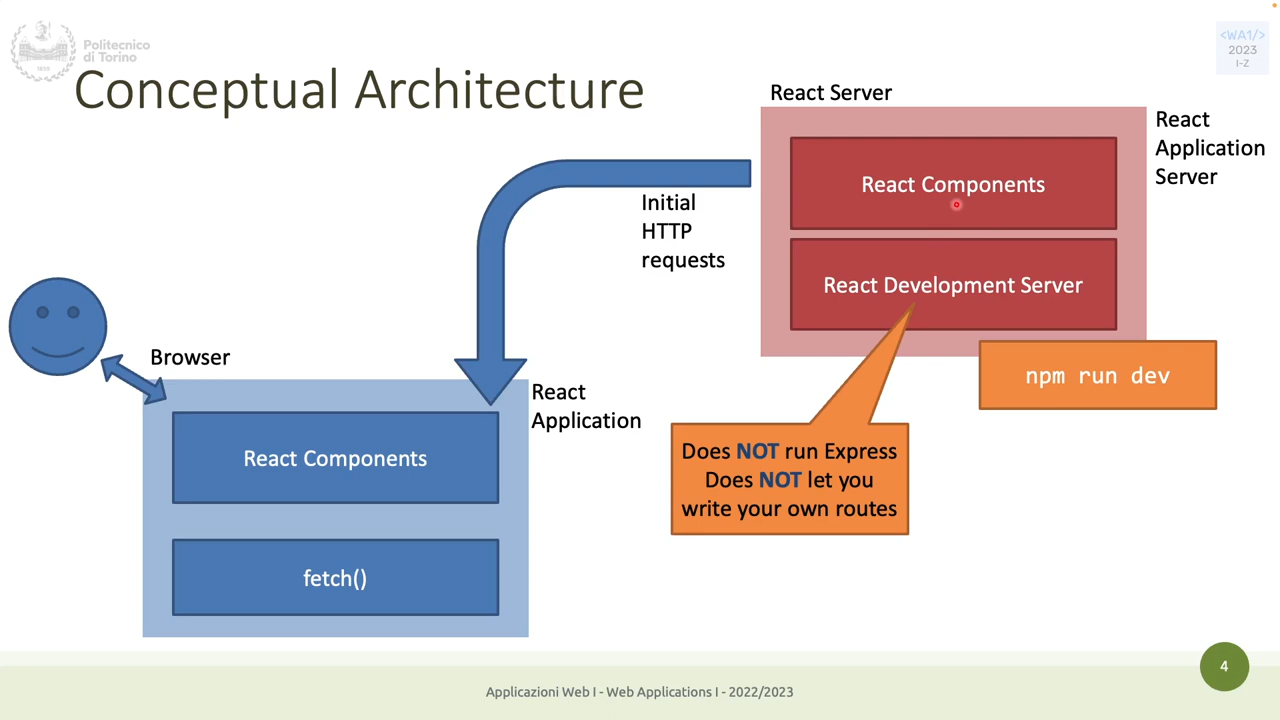 Politecnico
di Torino
1859
<WA1/>
2023
I-Z
Conceptual Architecture
React Server
React
Application
Server
React Components
React Development Server
Initial
HTTP
requests
npm run dev
Browser
React
Application
React Components
fetch()
Does NOT run Express
Does NOT let you
write your own routes
4
Applicazioni Web I - Web Applications I - 2022/2023